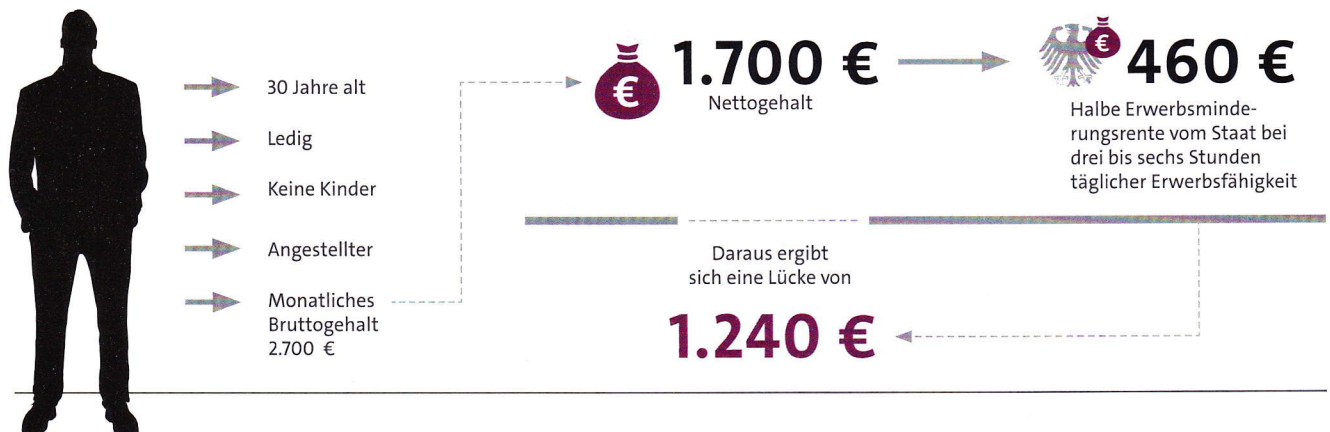 30 Jahre alt
Ledig
Keine Kinder
Angestellter
Monatliches
Bruttogehalt
2.700 €
€
1.700 €
Nettogehalt
€
460 €
Halbe Erwerbsminde-
rungsrente vom Staat bei
drei bis sechs Stunden
täglicher Erwerbsfähigkeit
Daraus ergibt
sich eine Lücke von
1.240 €